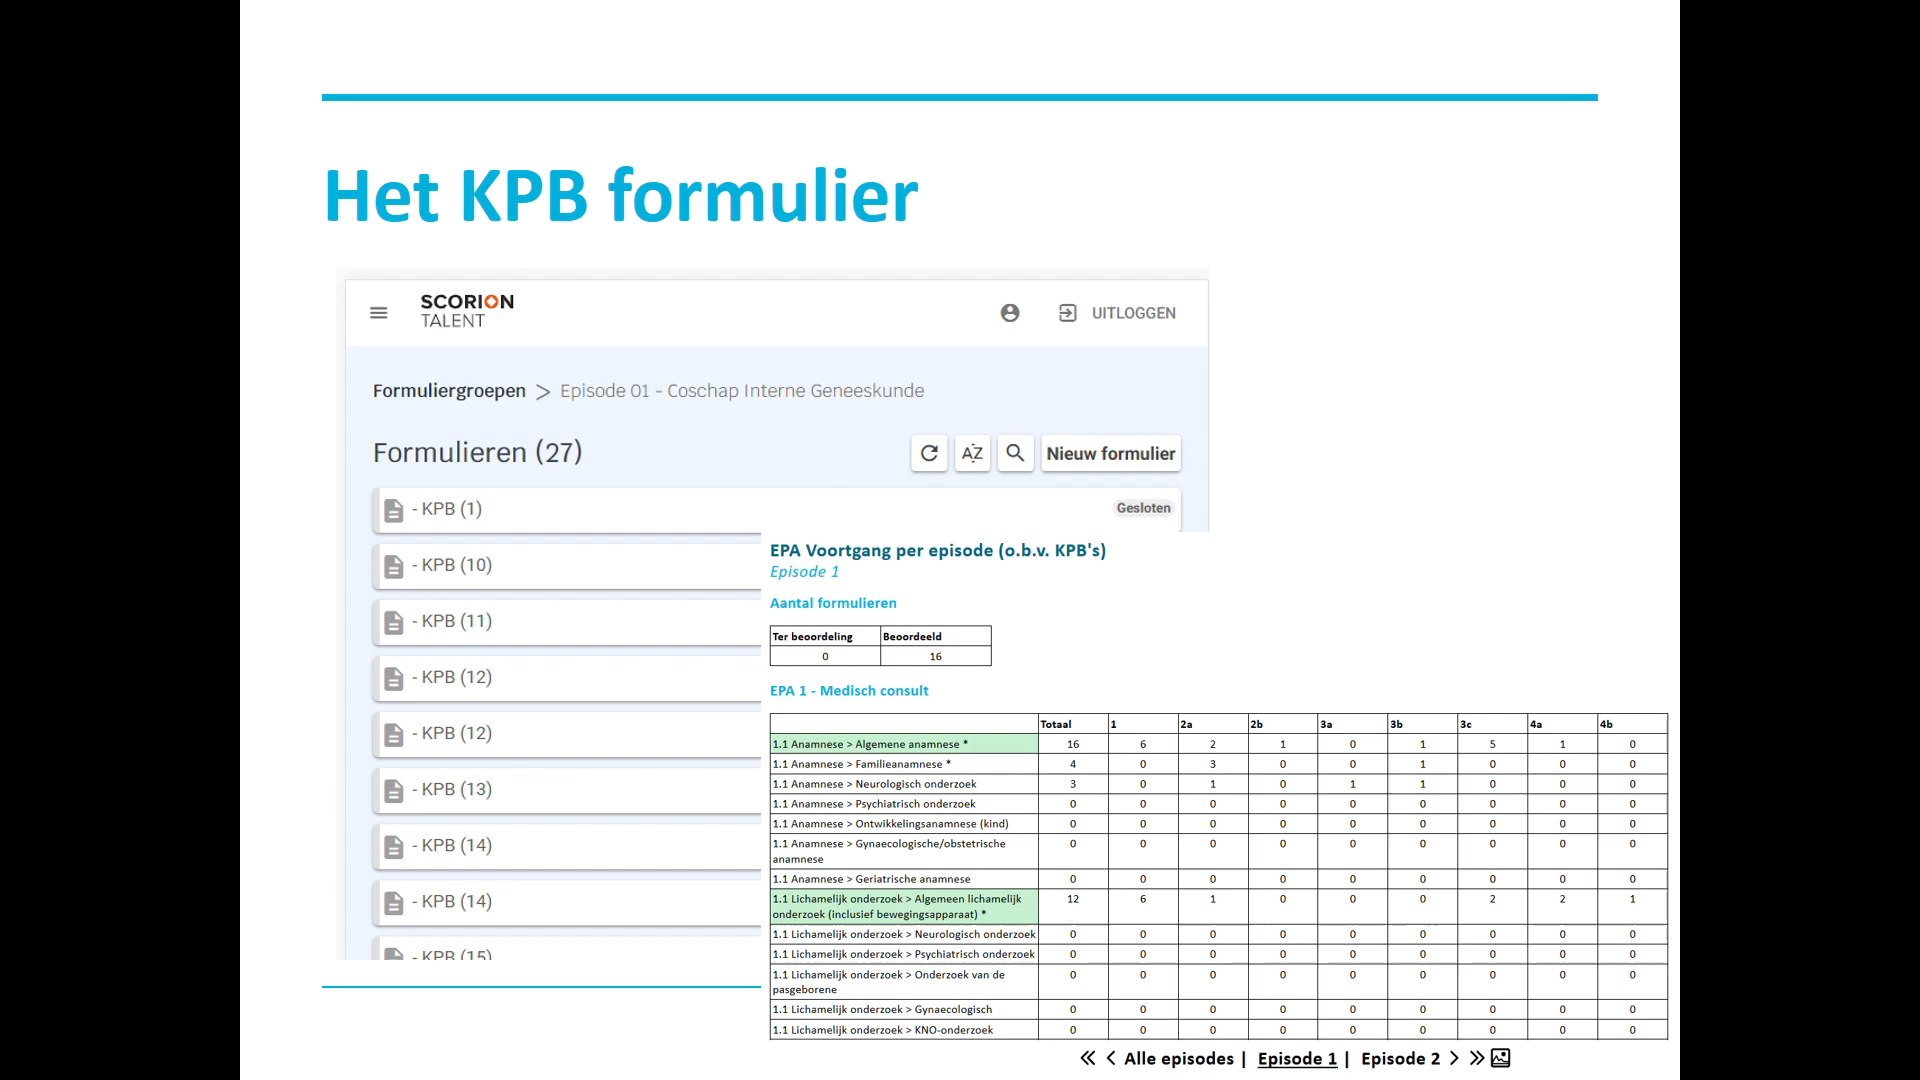 Het KPB formulier
SCORION
TALENT
UITLOGGEN
Formuliergroepen > Episode 01 - Coschap Interne Geneeskunde
Formulieren (27)
AZ
Nieuw formulier
- KPB (1)
Gesloten
- KPB (10)
- KPB (11)
- KPB (12)
- KPB (12)
- KPB (13)
- KPB (14)
- KPB (14)
- KPB (15)
EPA Voortgang per episode (o.b.v. KPB's)
Episode 1
Aantal formulieren
Ter beoordeling Beoordeeld
0 16
EPA 1 - Medisch consult
Totaal 1 2a 2b 3a 3b 3c 4a 4b
1.1 Anamnese > Algemene anamnese * 16 6 2 1 0 1 5 1 0
1.1 Anamnese > Familieanamnese * 4 0 3 0 0 1 0 0 0
1.1 Anamnese > Neurologisch onderzoek 3 0 1 0 1 1 0 0 0
1.1 Anamnese > Psychiatrisch onderzoek 0 0 0 0 0 0 0 0 0
1.1 Anamnese > Ontwikkelingsanamnese (kind) 0 0 0 0 0 0 0 0 0
1.1 Anamnese > Gynaecologische/obstetrische 0 0 0 0 0 0 0 0 0
anamnese
1.1 Anamnese > Geriatrische anamnese 0 0 0 0 0 0 0 0 0
1.1 Lichamelijk onderzoek > Algemeen lichamelijk 12 6 1 0 0 0 2 2 1
onderzoek (inclusief bewegingsapparaat) *
1.1 Lichamelijk onderzoek > Neurologisch onderzoek 0 0 0 0 0 0 0 0 0
1.1 Lichamelijk onderzoek > Psychiatrisch onderzoek 0 0 0 0 0 0 0 0 0
1.1 Lichamelijk onderzoek > Onderzoek van de 0 0 0 0 0 0 0 0 0
pasgeborene
1.1 Lichamelijk onderzoek > Gynaecologisch 0 0 0 0 0 0 0 0 0
1.1 Lichamelijk onderzoek > KNO-onderzoek 0 0 0 0 0 0 0 0 0
« < Alle episodes | Episode 1 | Episode 2 > »